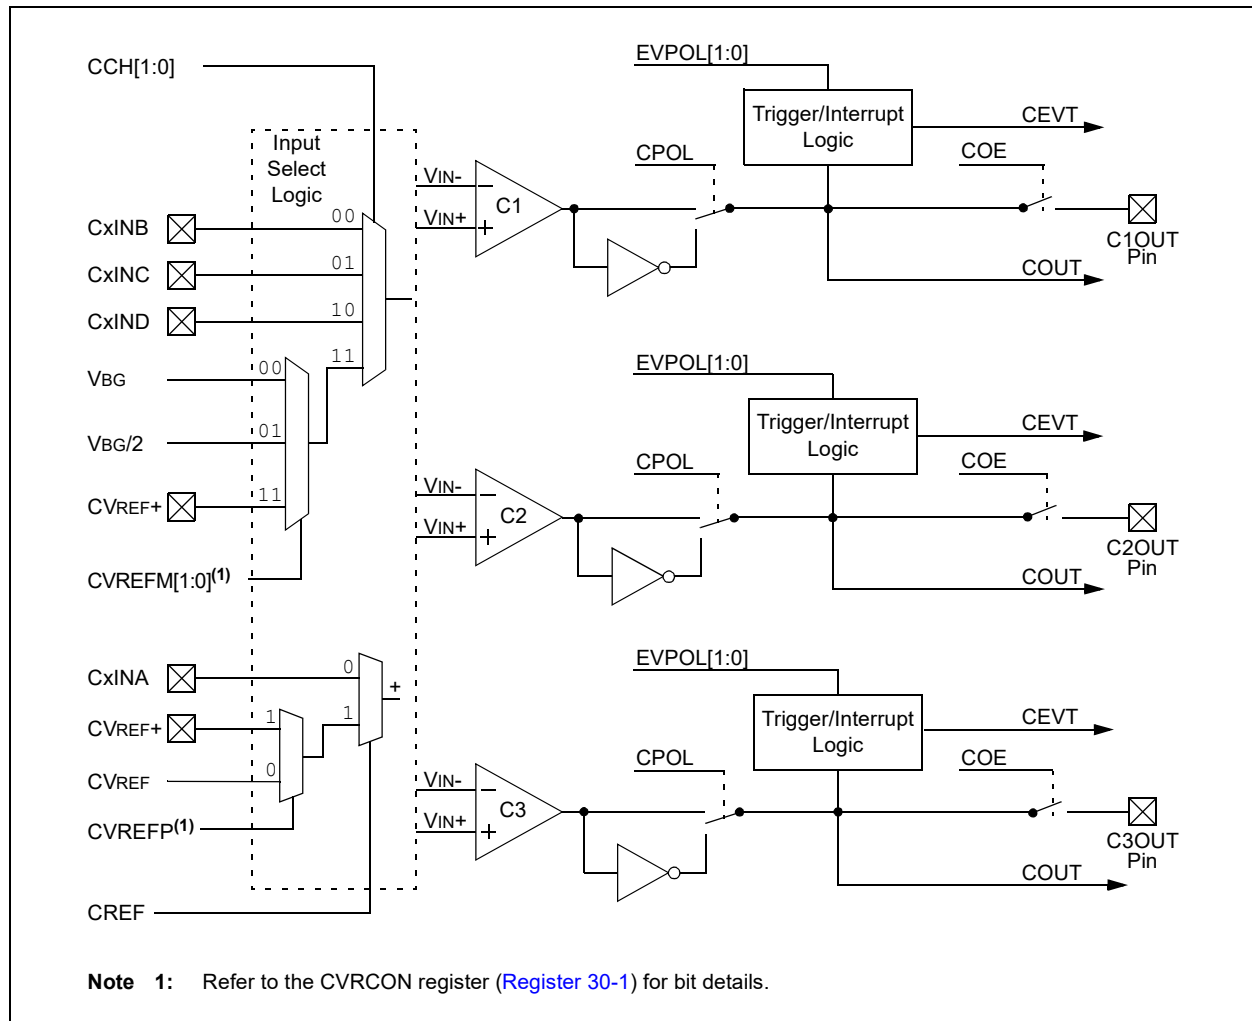 CCH[1:0]
Input
Select
Logic
CxINB
00
CxINC
01
CxIND
10
11
VBG
00
VBG/2
01
CVREF+
11
CVREFM[1:0](1)
CxINA
0
+
CVREF+
1
1
CVREF
0
CVREFP(1)
CREF
EVPOL[1:0]
Trigger/Interrupt
Logic
CEVT
CPOL
COE
VIN-
–
C1
VIN+
+
C1OUT
Pin
COUT
EVPOL[1:0]
Trigger/Interrupt
Logic
CEVT
CPOL
COE
VIN-
–
C2
VIN+
+
C2OUT
Pin
COUT
EVPOL[1:0]
Trigger/Interrupt
Logic
CEVT
CPOL
COE
VIN-
–
C3
VIN+
+
C3OUT
Pin
COUT
Note 1: Refer to the CVRCON register (Register 30-1) for bit details.